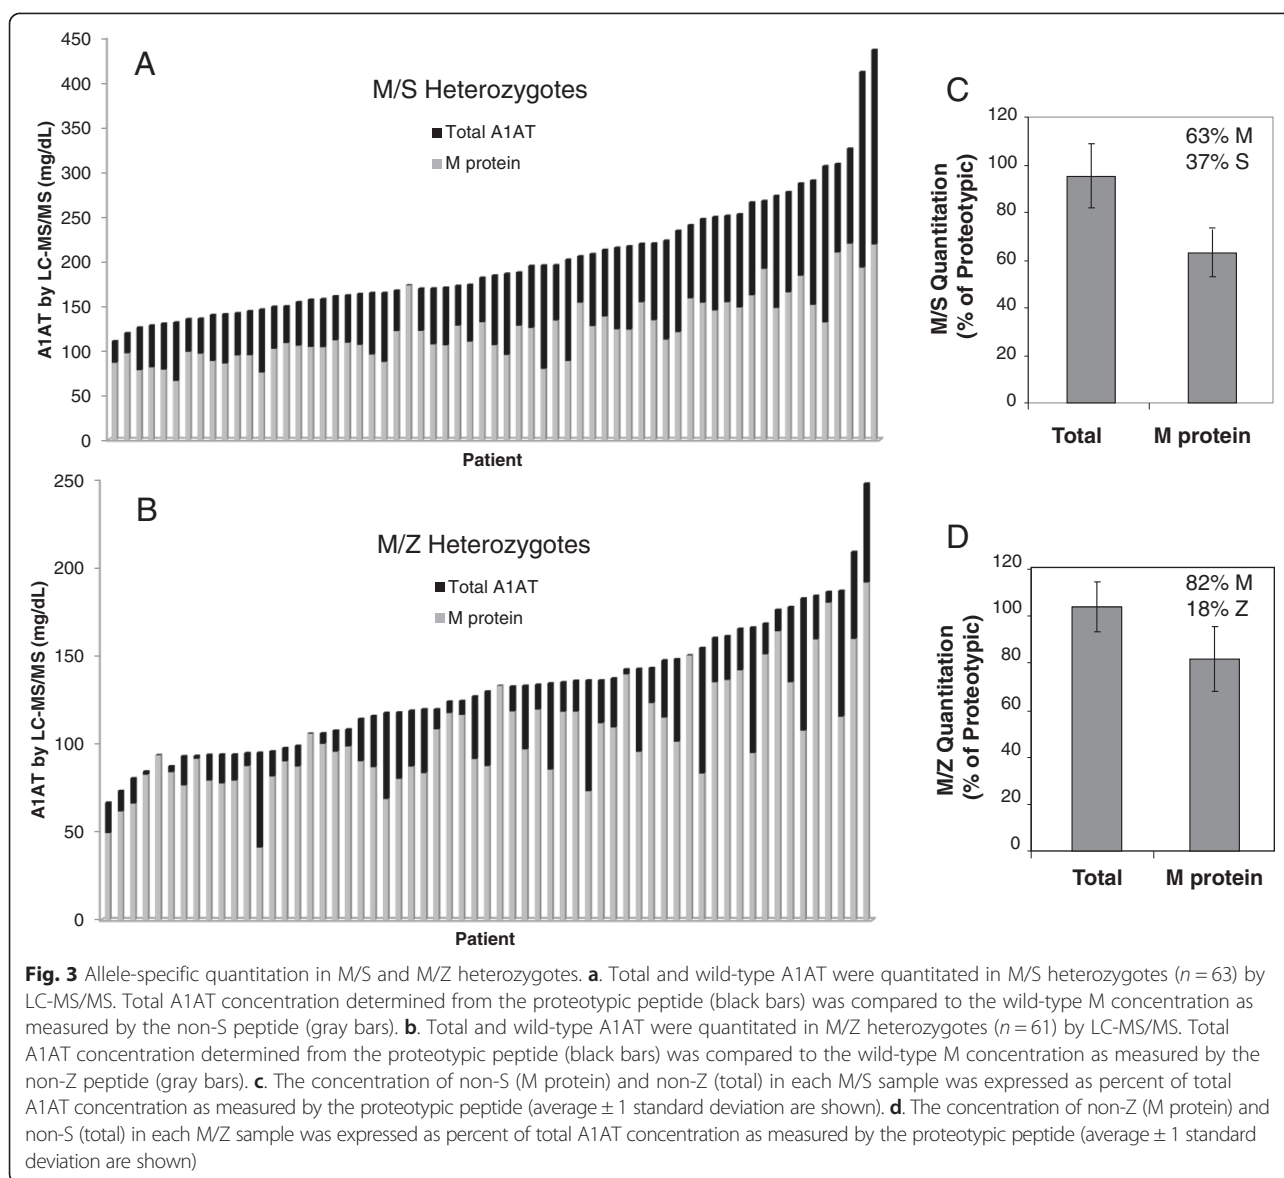 A
M/S Heterozygotes
Total A1AT
M protein
A1AT by LC-MS/MS (mg/dL)
450
400
350
300
250
200
150
100
50
0
Patient
B
M/Z Heterozygotes
Total A1AT
M protein
A1AT by LC-MS/MS (mg/dL)
250
200
150
100
50
0
Patient
C
63% M
37% S
M/S Quantitation
(% of Proteotypic)
120
100
80
60
40
20
0
Total M protein
D
82% M
18% Z
M/Z Quantitation
(% of Proteotypic)
120
100
80
60
40
20
0
Total M protein
Fig. 3 Allele-specific quantitation in M/S and M/Z heterozygotes. a. Total and wild-type A1AT were quantitated in M/S heterozygotes (n = 63) by
LC-MS/MS. Total A1AT concentration determined from the proteotypic peptide (black bars) was compared to the wild-type M concentration as
measured by the non-S peptide (gray bars). b. Total and wild-type A1AT were quantitated in M/Z heterozygotes (n = 61) by LC-MS/MS. Total
A1AT concentration determined from the proteotypic peptide (black bars) was compared to the wild-type M concentration as measured by the
non-Z peptide (gray bars). c. The concentration of non-S (M protein) and non-Z (total) in each M/S sample was expressed as percent of total
A1AT concentration as measured by the proteotypic peptide (average ± 1 standard deviation are shown). d. The concentration of non-Z (M protein) and
non-S (total) in each M/Z sample was expressed as percent of total A1AT concentration as measured by the proteotypic peptide (average ± 1 standard
deviation are shown)